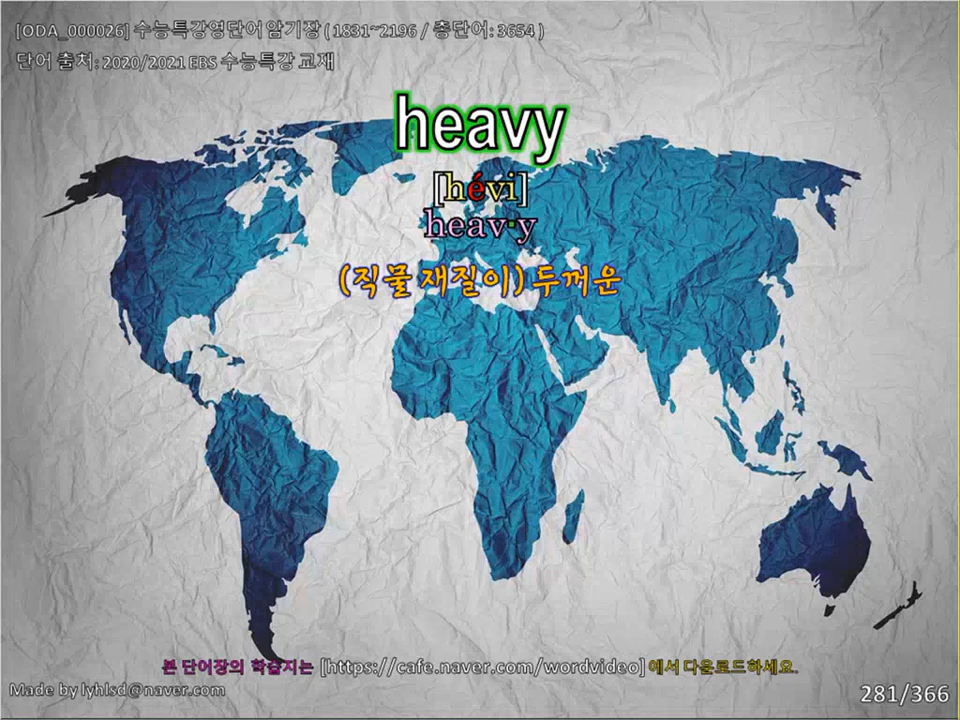 [ODA_000026] 수능특강영단어 암기장 ( 1831~2196 / 총단어: 3654 )
단어 출처: 2020/2021 EBS 수능특강 교재
heavy
[hévi]
heav·y
(직물 재질이) 두꺼운
본 단어장의 학습지는 [https://cafe.naver.com/wordvideo] 에서 다운로드하세요.
Made by lyhlsd@naver.com
281/366